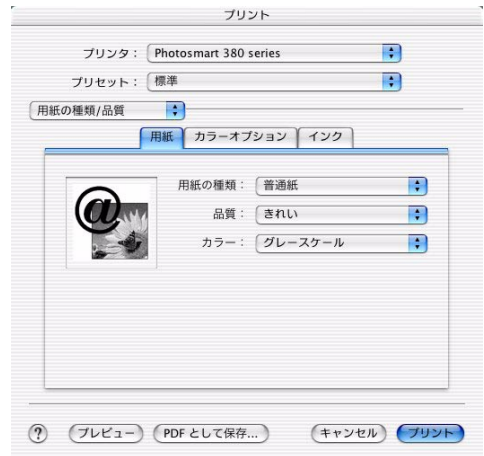 プリント
プリンタ： Photosmart 380 series
プリセット： 標準
用紙の種類/品質
用紙 カラーオプション インク
用紙の種類： 普通紙
品質： きれい
カラー： グレースケール
@
? プレビュー PDF として保存... キャンセル プリント